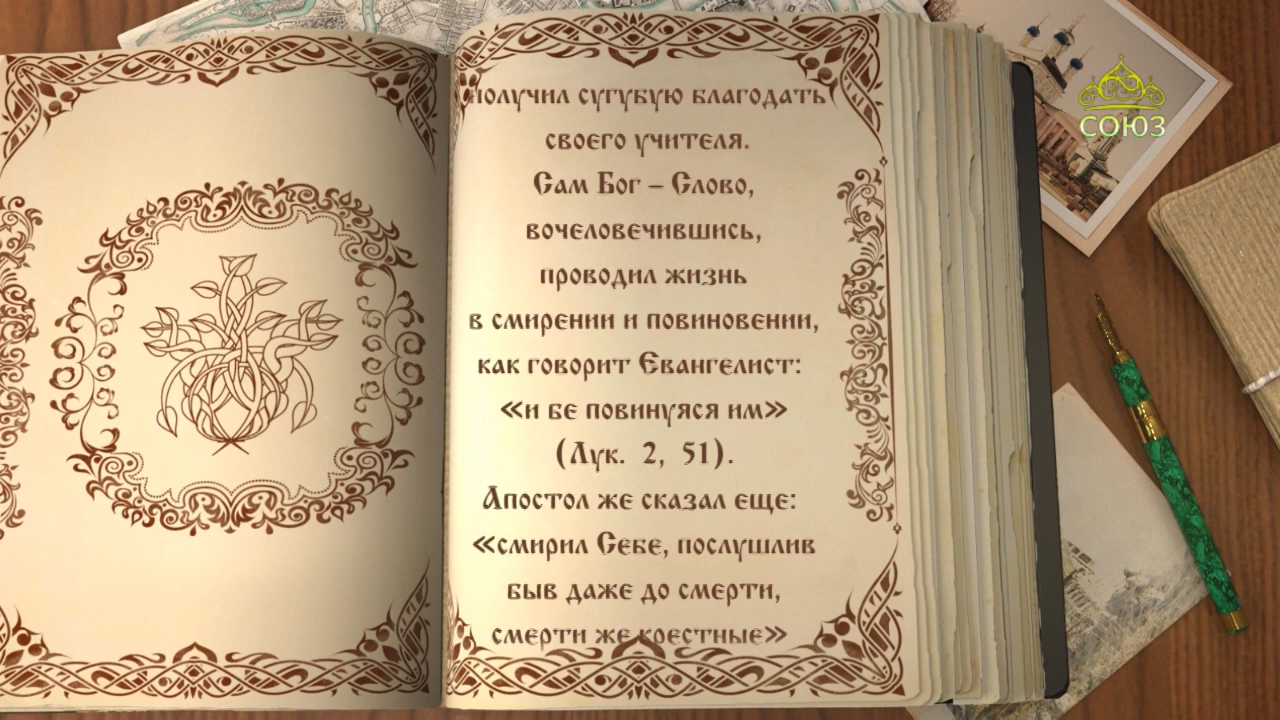 получил сугубую благодать
своего учителя.
Сам Бог – Слово,
вочеловечившись,
проводил жизнь
в смирении и повиновении,
как говорит Евангелист:
«и бе повинуяся им»
(Лук. 2, 51).
Апостол же сказал еще:
«смирил Себе, послушлив
быв даже до смерти,
смерти же крестные»
СОЮЗ